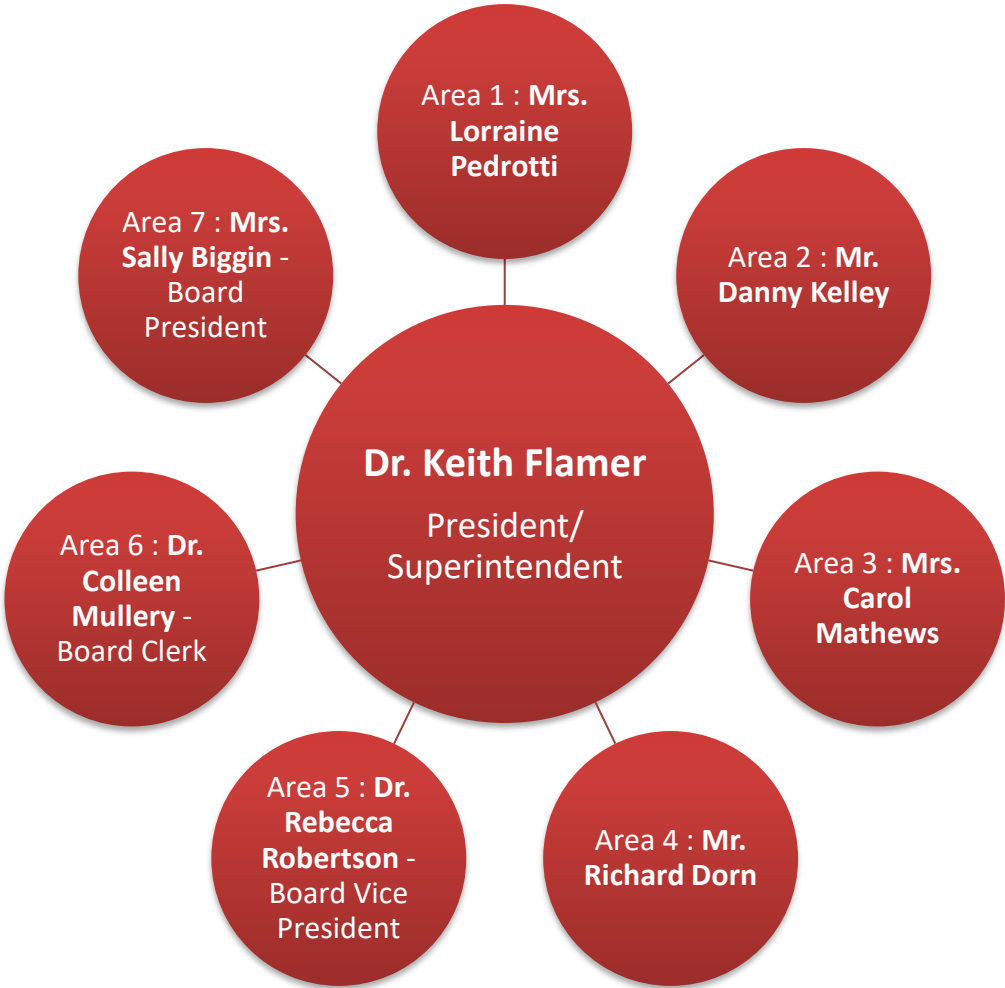 Area 1 : Mrs.
Lorraine
Pedrotti
Area 7 : Mrs.
Sally Biggin -
Board
President
Area 2 : Mr.
Danny Kelley
Dr. Keith Flamer
President/
Superintendent
Area 6 : Dr.
Colleen
Mullery -
Board Clerk
Area 3 : Mrs.
Carol
Mathews
Area 5 : Dr.
Rebecca
Robertson -
Board Vice
President
Area 4 : Mr.
Richard Dorn